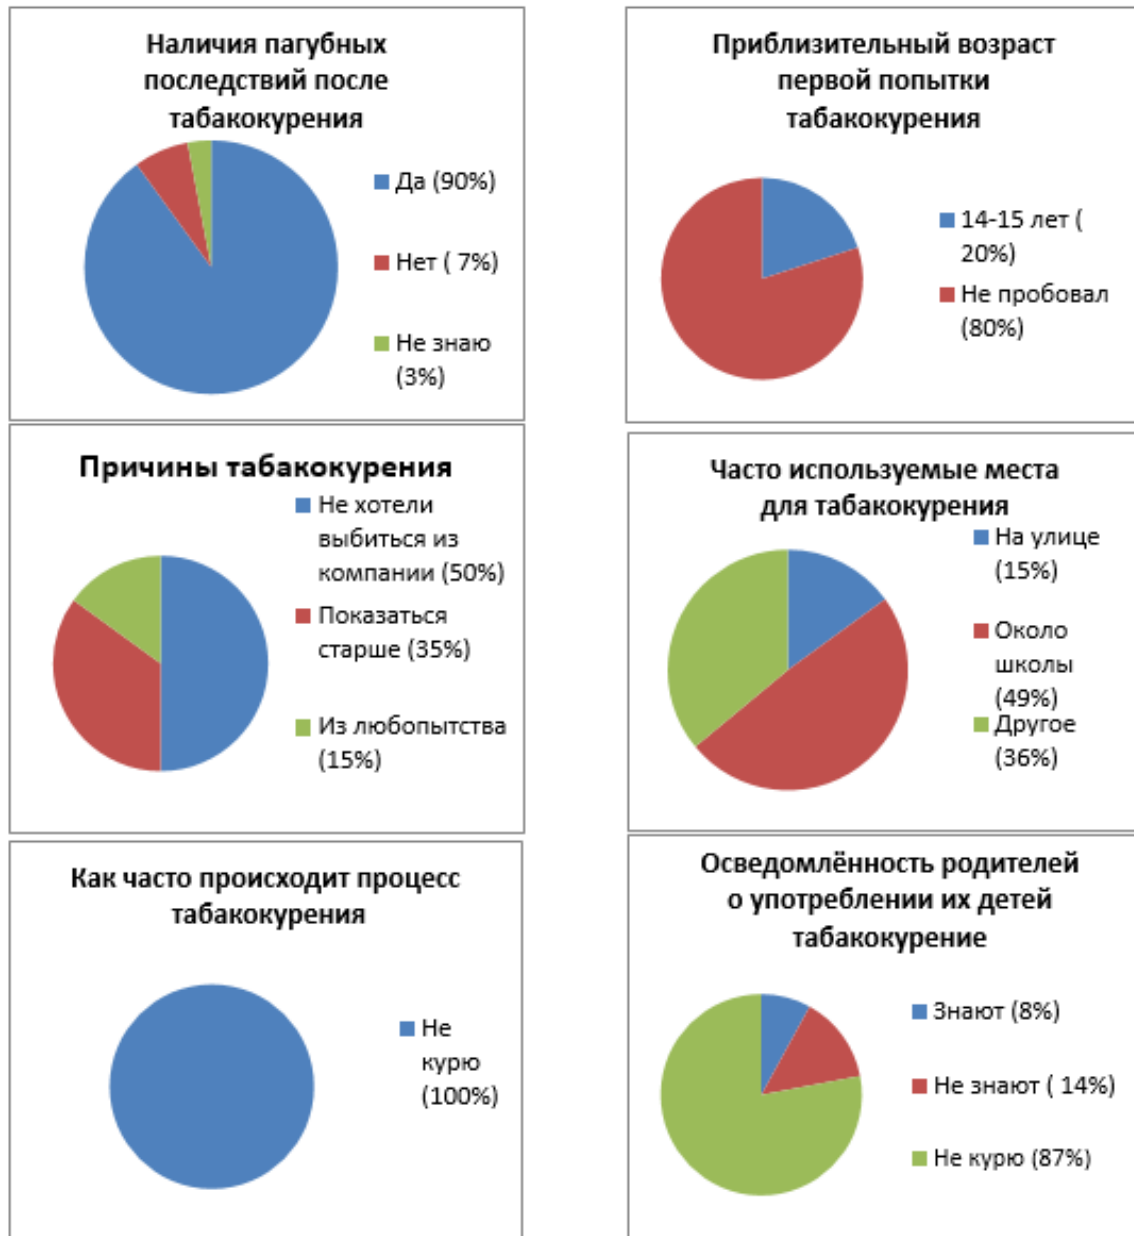 Наличия пагубных
последствий после
табакокурения
Да (90%)
Нет ( 7%)
Не знаю
(3%)
Приблизительный возраст
первой попытки
табакокурения
14-15 лет (
20%)
Не пробовал
(80%)
Причины табакокурения
Не хотели
выбиться из
компании (50%)
Показаться
старше (35%)
Из любопытства
(15%)
Часто используемые места
для табакокурения
На улице
(15%)
Около
школы
(49%)
Другое
(36%)
Как часто происходит процесс
табакокурения
Не
курю
(100%)
Осведомлённость родителей
о употреблении их детей
табакокурение
Знают (8%)
Не знают ( 14%)
Не курю (87%)